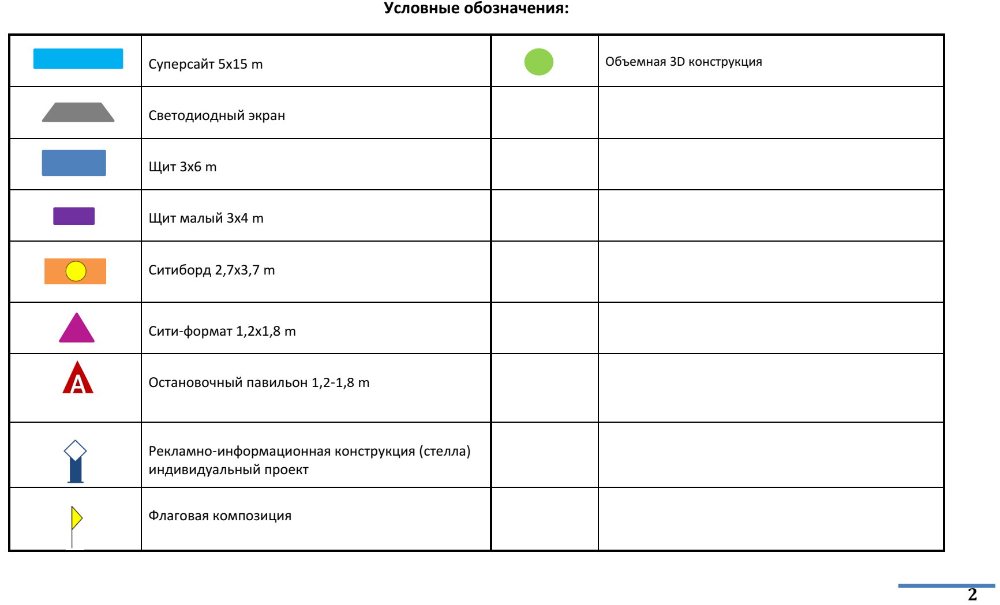 Условные обозначения:
Суперсайт 5х15 m
Объемная 3D конструкция
Светодиодный экран
Щит 3х6 m
Щит малый 3х4 m
Ситиборд 2,7х3,7 m
Сити-формат 1,2х1,8 m
А
Остановочный павильон 1,2-1,8 m
Рекламно-информационная конструкция (стелла)
индивидуальный проект
Флаговая композиция
2